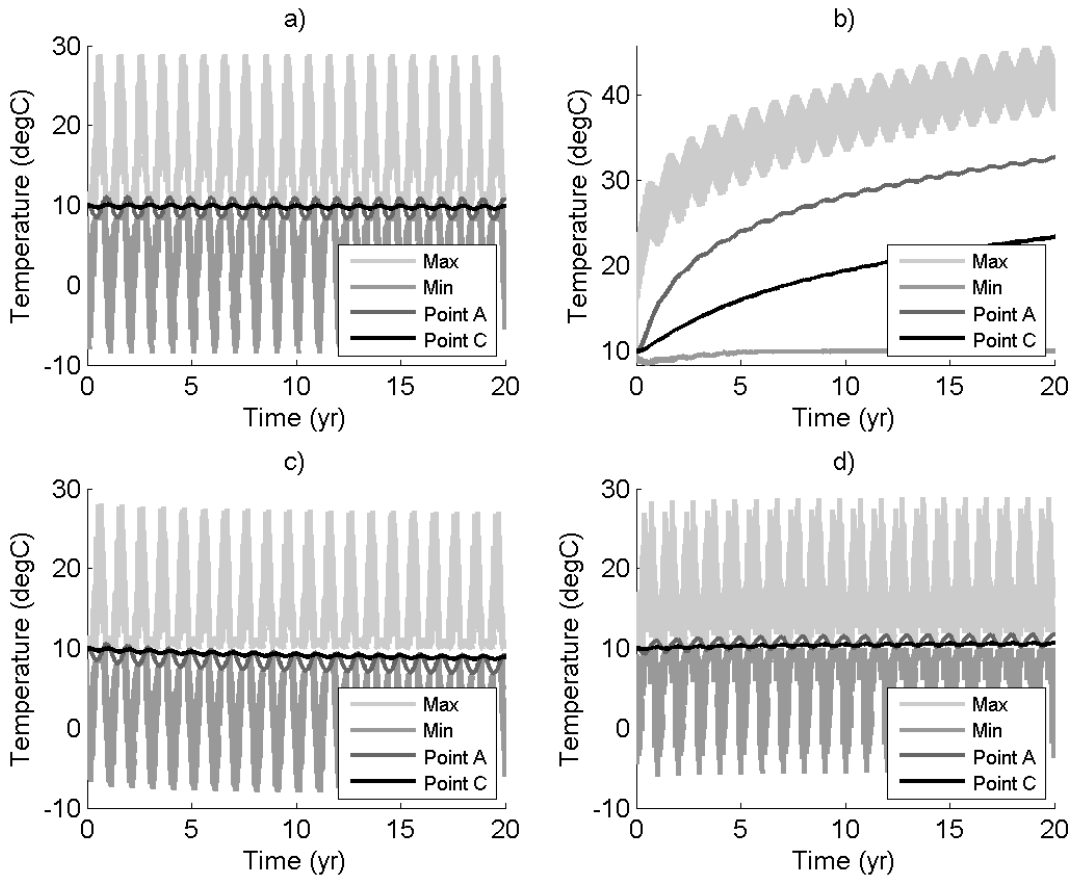 a)
30
20
10
0
-10
Temperature (degC)
Max
Min
Point A
Point C
0 5 10 15 20
Time (yr)
b)
40
30
20
10
Temperature (degC)
Max
Min
Point A
Point C
0 5 10 15 20
Time (yr)
c)
30
20
10
0
-10
Temperature (degC)
Max
Min
Point A
Point C
0 5 10 15 20
Time (yr)
d)
30
20
10
0
-10
Temperature (degC)
Max
Min
Point A
Point C
0 5 10 15 20
Time (yr)